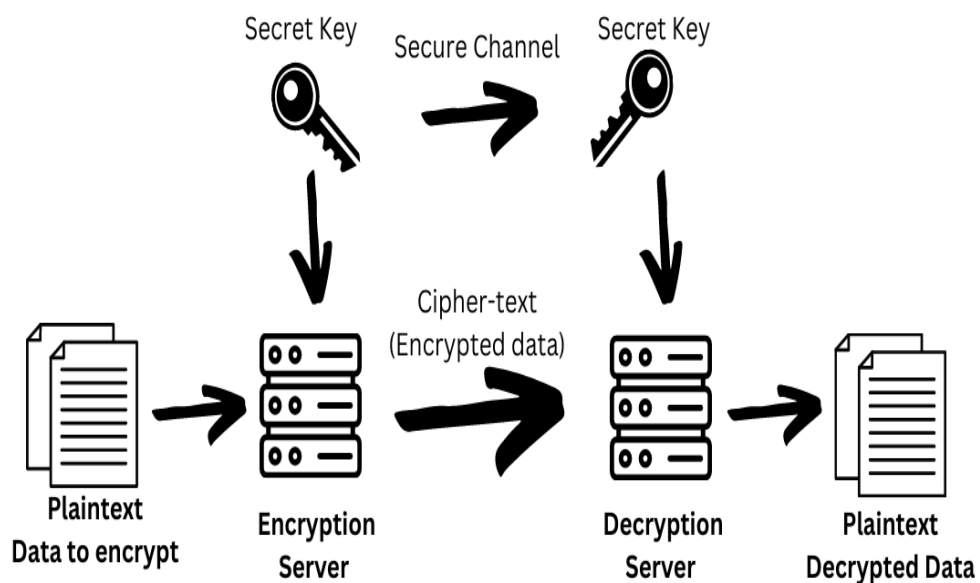 Secret Key
Secure Channel
Secret Key
Cipher-text
(Encrypted data)
Plaintext
Data to encrypt
Encryption
Server
Decryption
Server
Plaintext
Decrypted Data